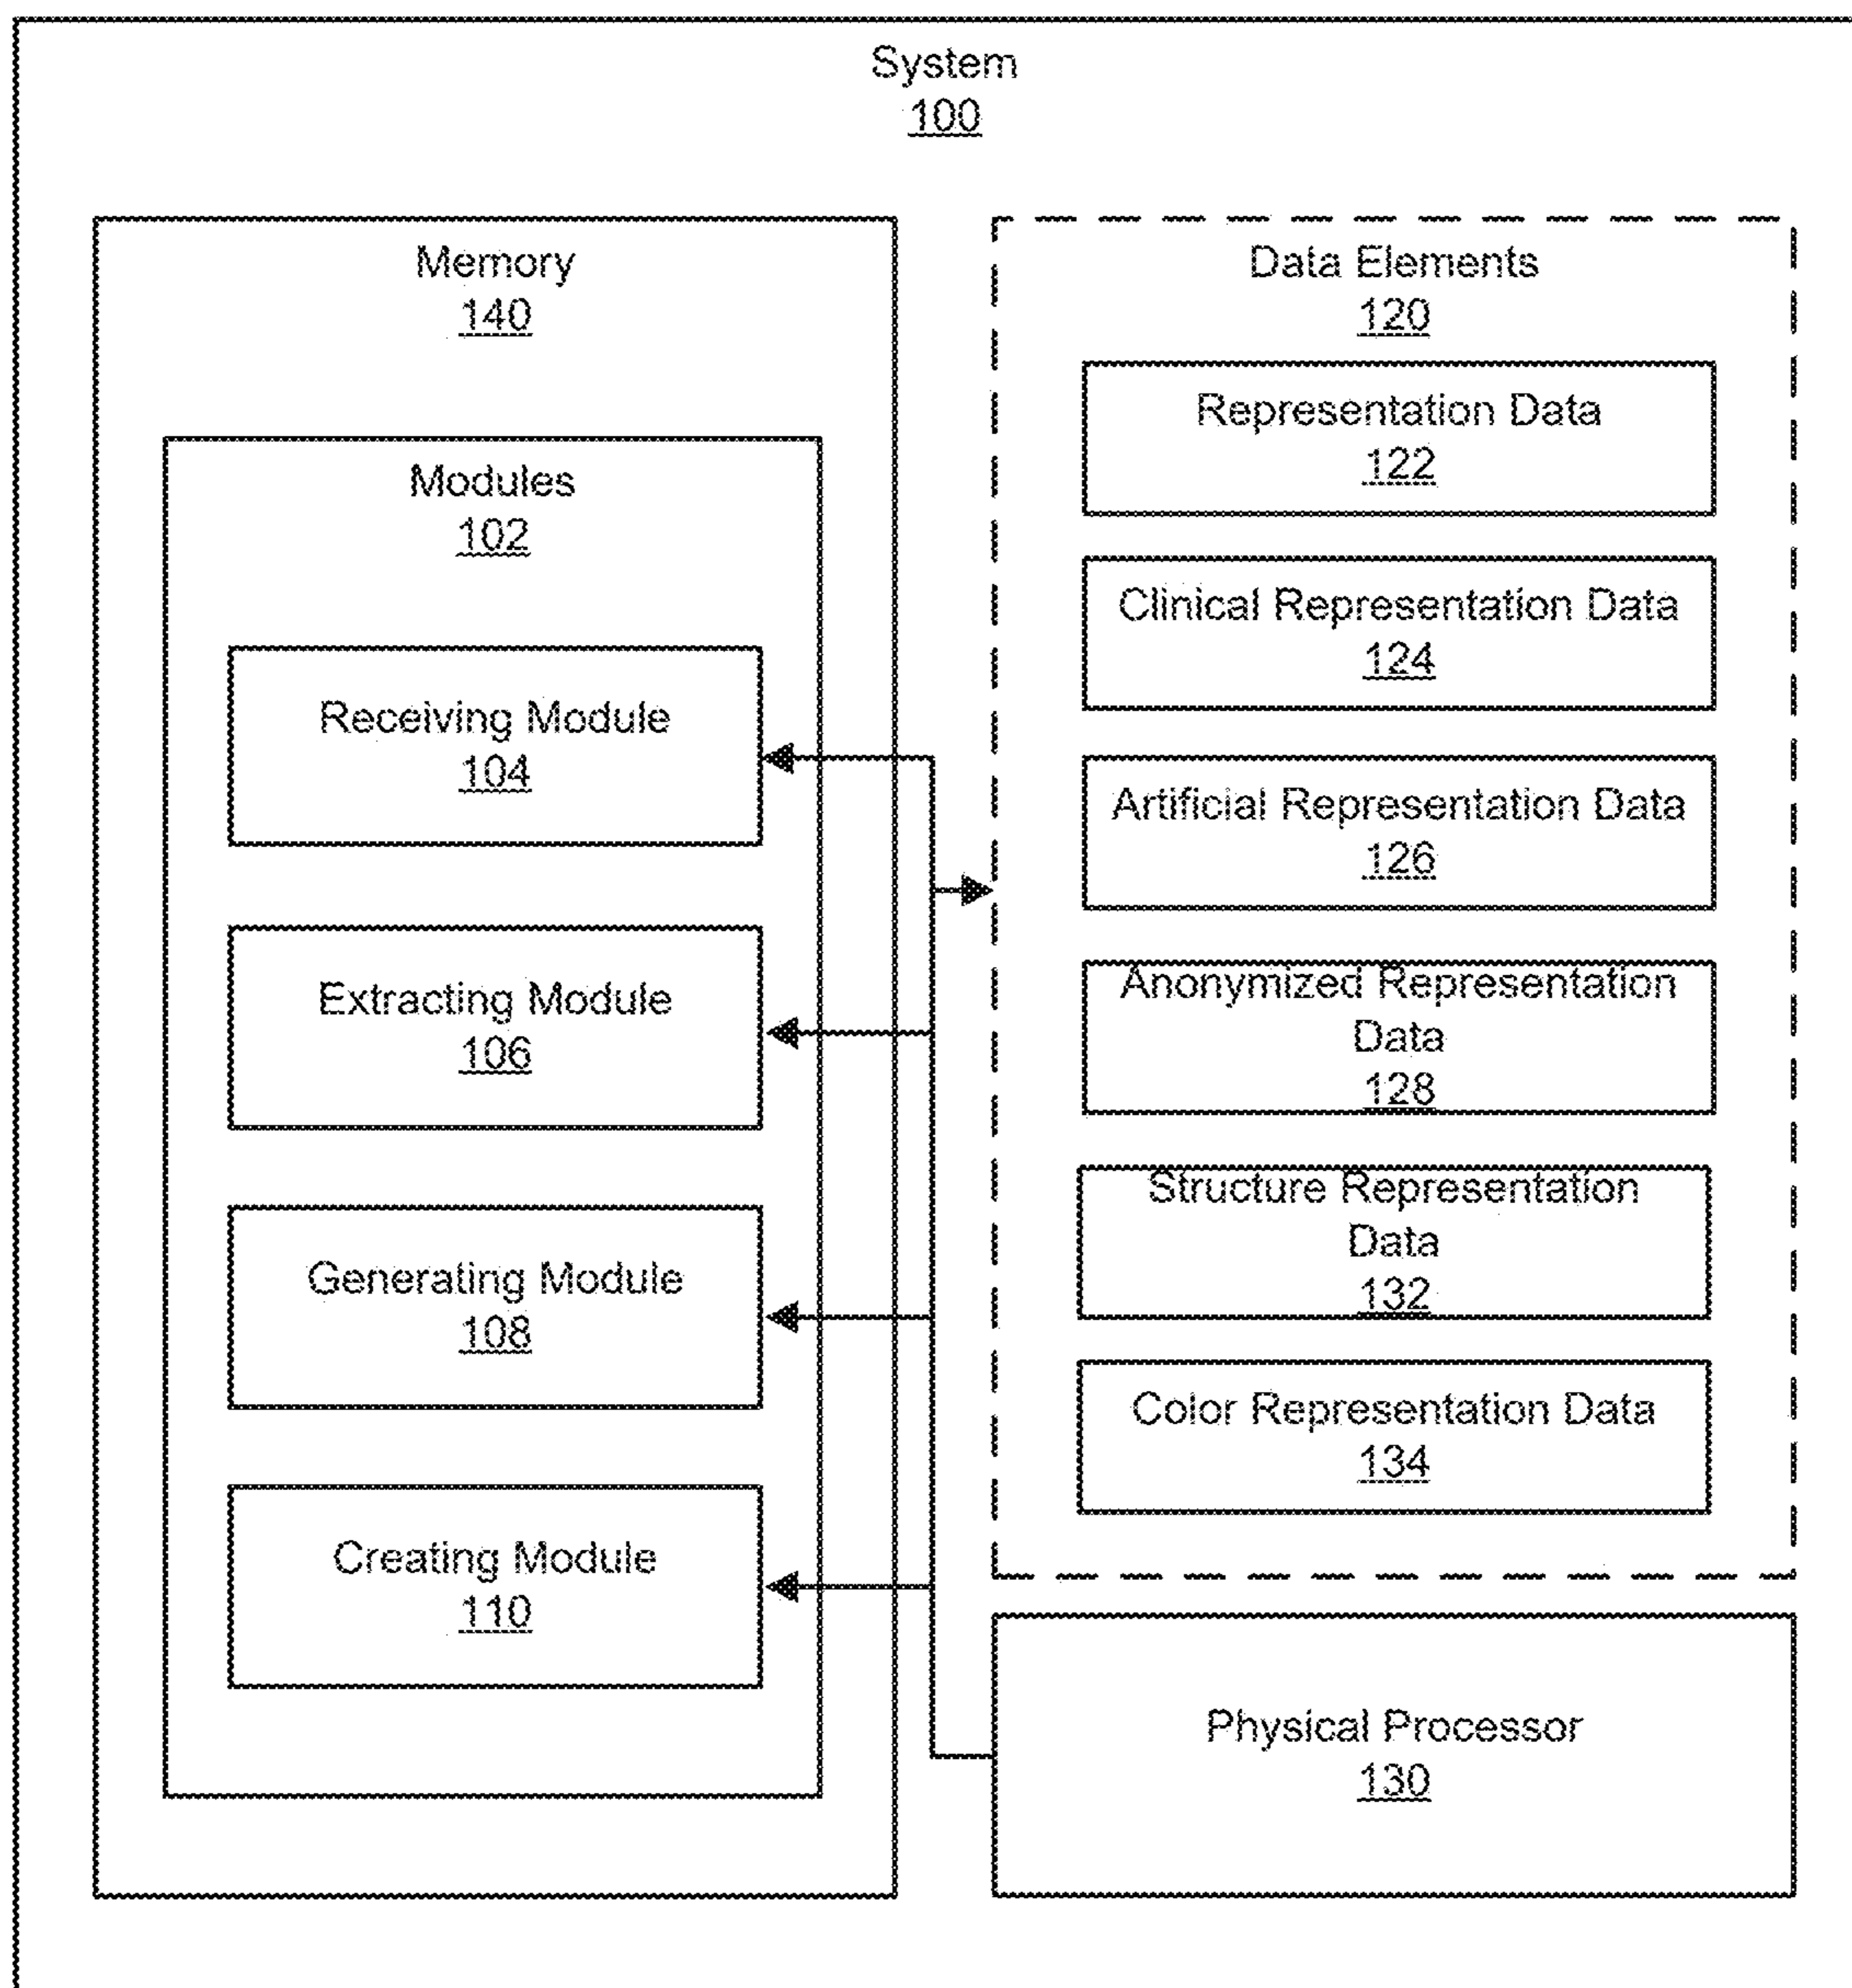 System
100
Memory
140
Modules
102
Receiving Module
104
Extracting Module
106
Generating Module
108
Creating Module
110
Data Elements
120
Representation Data
122
Clinical Representation Data
124
Artificial Representation Data
126
Anonymized Representation
Data
128
Structure Representation
Data
132
Color Representation Data
134
Physical Processor
130